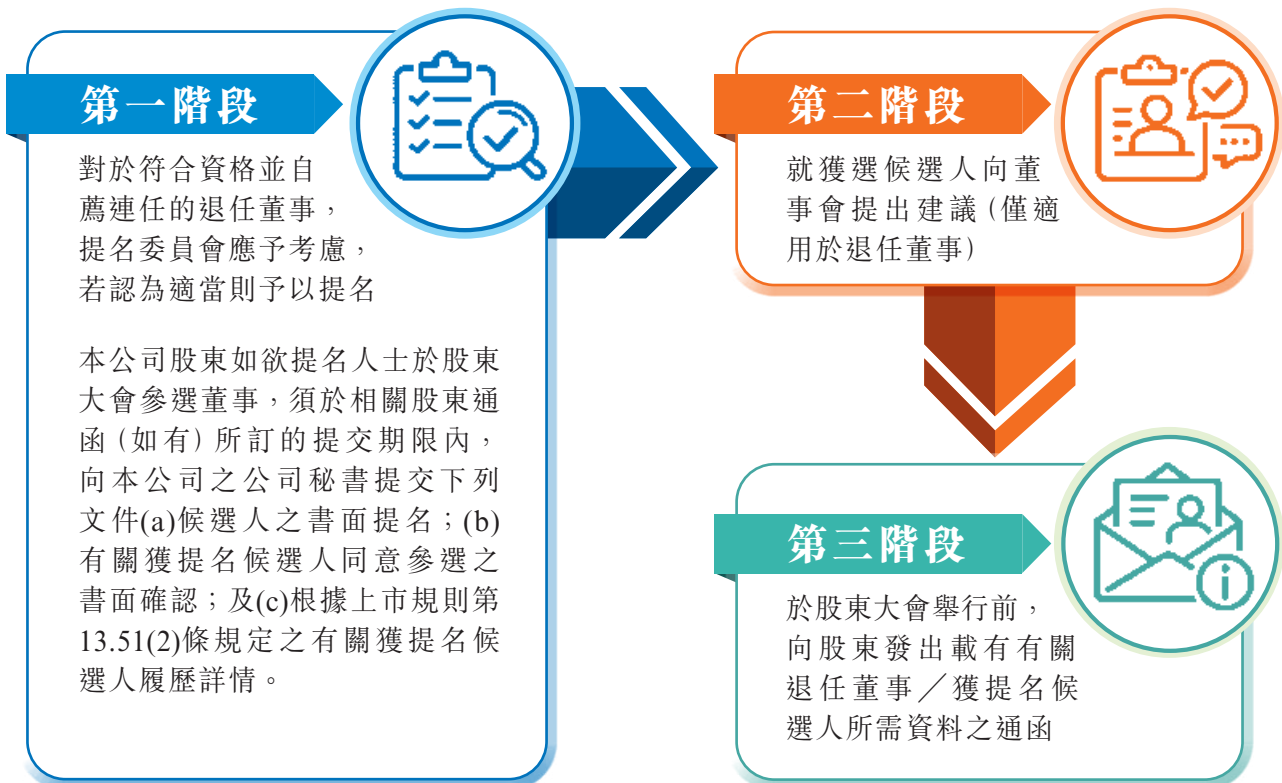 第一階段
對於符合資格並自
薦連任的退任董事，
提名委員會應予考慮，
若認為適當則予以提名
本公司股東如欲提名人士於股東
大會參選董事，須於相關股東通
函（如有）所訂的提交期限內，
向本公司之公司秘書提交下列
文件(a)候選人之書面提名；(b)
有關獲提名候選人同意參選之
書面確認；及(c)根據上市規則第
13.51(2)條規定之有關獲提名候
選人履歷詳情。
第二階段
就獲選候選人向董
事會提出建議（僅適
用於退任董事）
第三階段
於股東大會舉行前，
向股東發出載有有關
退任董事／獲提名候
選人所需資料之通函